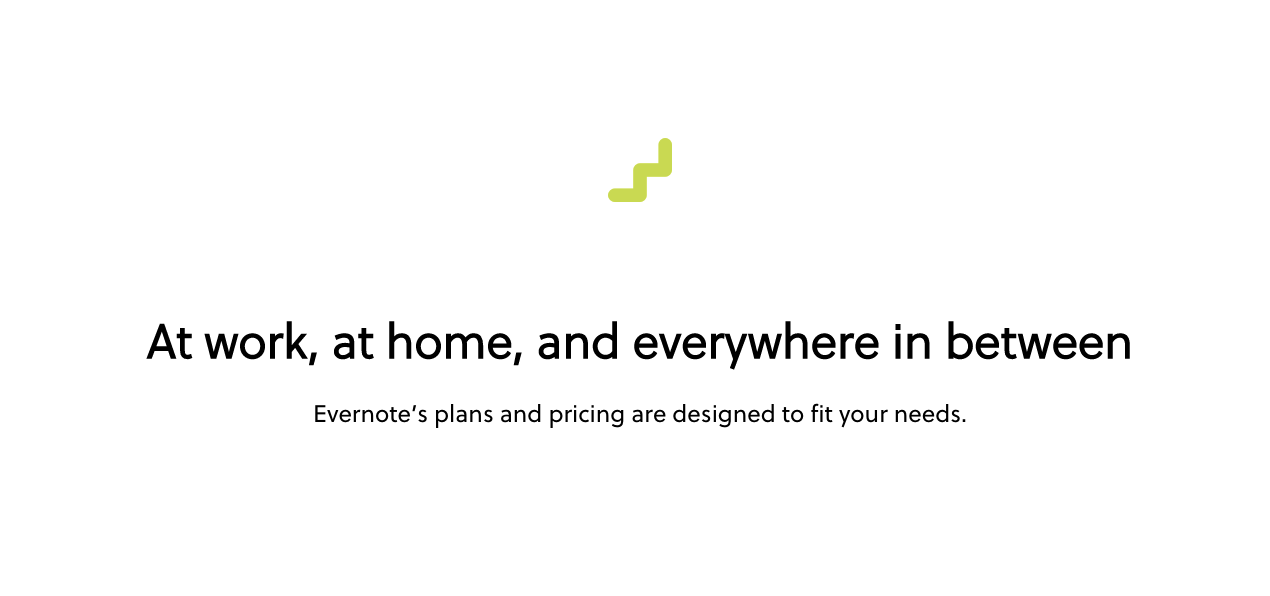 At work, at home, and everywhere in between
Evernote’s plans and pricing are designed to fit your needs.